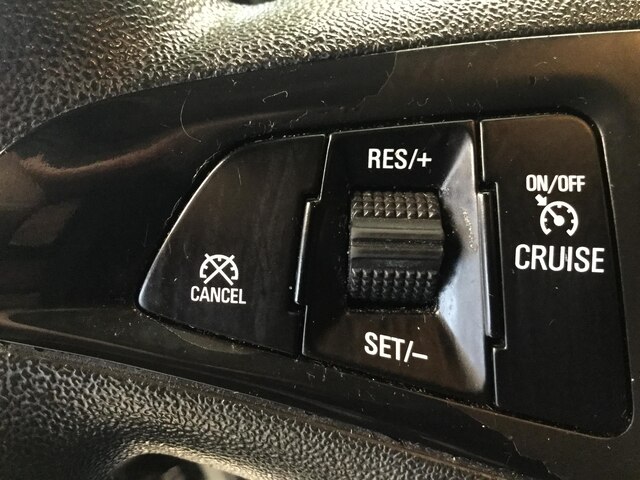 CANCEL
RES/+
SET/–
ON/OFF
CRUISE